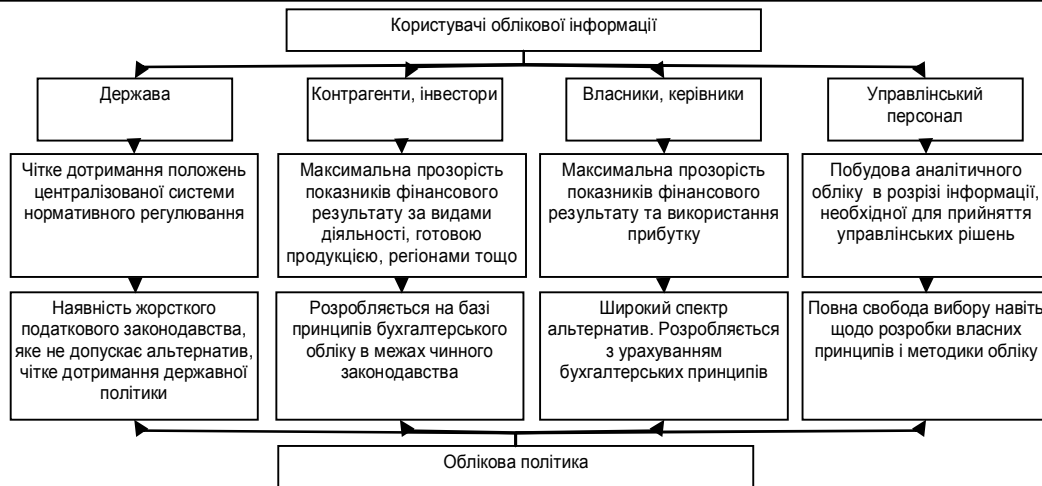 Користувачі облікової інформації
Держава
Контрагенти, інвестори
Власники, керівники
Управлінський
персонал
Чітке дотримання положень
централізованої системи
нормативного регулювання
Максимальна прозорість
показників фінансового
результату за видами
діяльності, готовою
продукцією, регіонами тощо
Максимальна прозорість
показників фінансового
результату та використання
прибутку
Побудова аналітичного
обліку в розрізі інформації,
необхідної для прийняття
управлінських рішень
Наявність жорсткого
податкового законодавства,
яке не допускає альтернатив,
чітке дотримання державної
політики
Розробляється на базі
принципів бухгалтерського
обліку в межах чинного
законодавства
Широкий спектр
альтернатив. Розробляється
з урахуванням
бухгалтерських принципів
Повна свобода вибору навіть
щодо розробки власних
принципів і методики обліку
Облікова політика